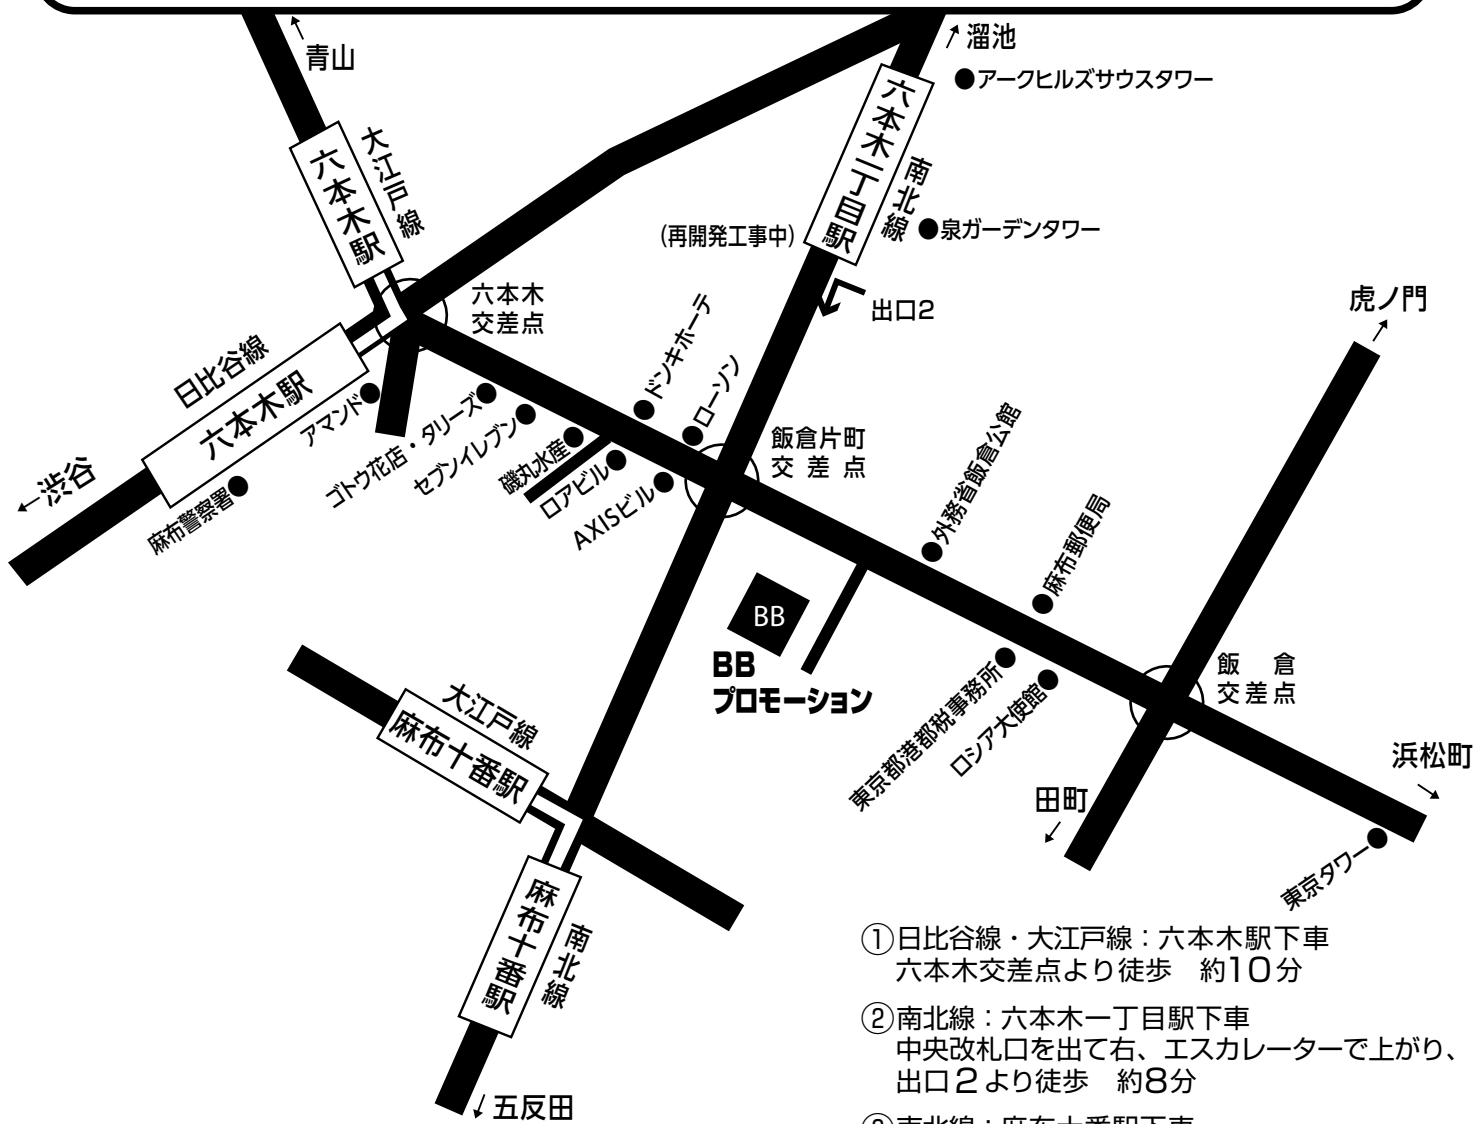 青山
溜池
アークヒルズサウスタワー
六本木駅
大江戸線
六本木一丁目駅
南北線
泉ガーデンタワー
(再開発工事中)
出口2
虎ノ門
六本木
交差点
日比谷線
六本木駅
アマンド
ゴトウ花店・タリーズ
セブンイレブン
磯丸水産
ロアビル
AXISビル
ドンキホーテ
ローソン
飯倉片町
交差点
渋谷
麻布警察署
外務省飯倉公館
麻布郵便局
BB
BB
プロモーション
東京都港都税事務所
ロシア大使館
飯 倉
交差点
浜松町
田町
東京タワー
大江戸線
麻布十番駅
麻布十番駅
南北線
五反田
①日比谷線・大江戸線：六本木駅下車
六本木交差点より徒歩 約10分
②南北線：六本木一丁目駅下車
中央改札口を出て右、エスカレーターで上がり、
出口2より徒歩 約8分
③南北線：麻布十番駅下車